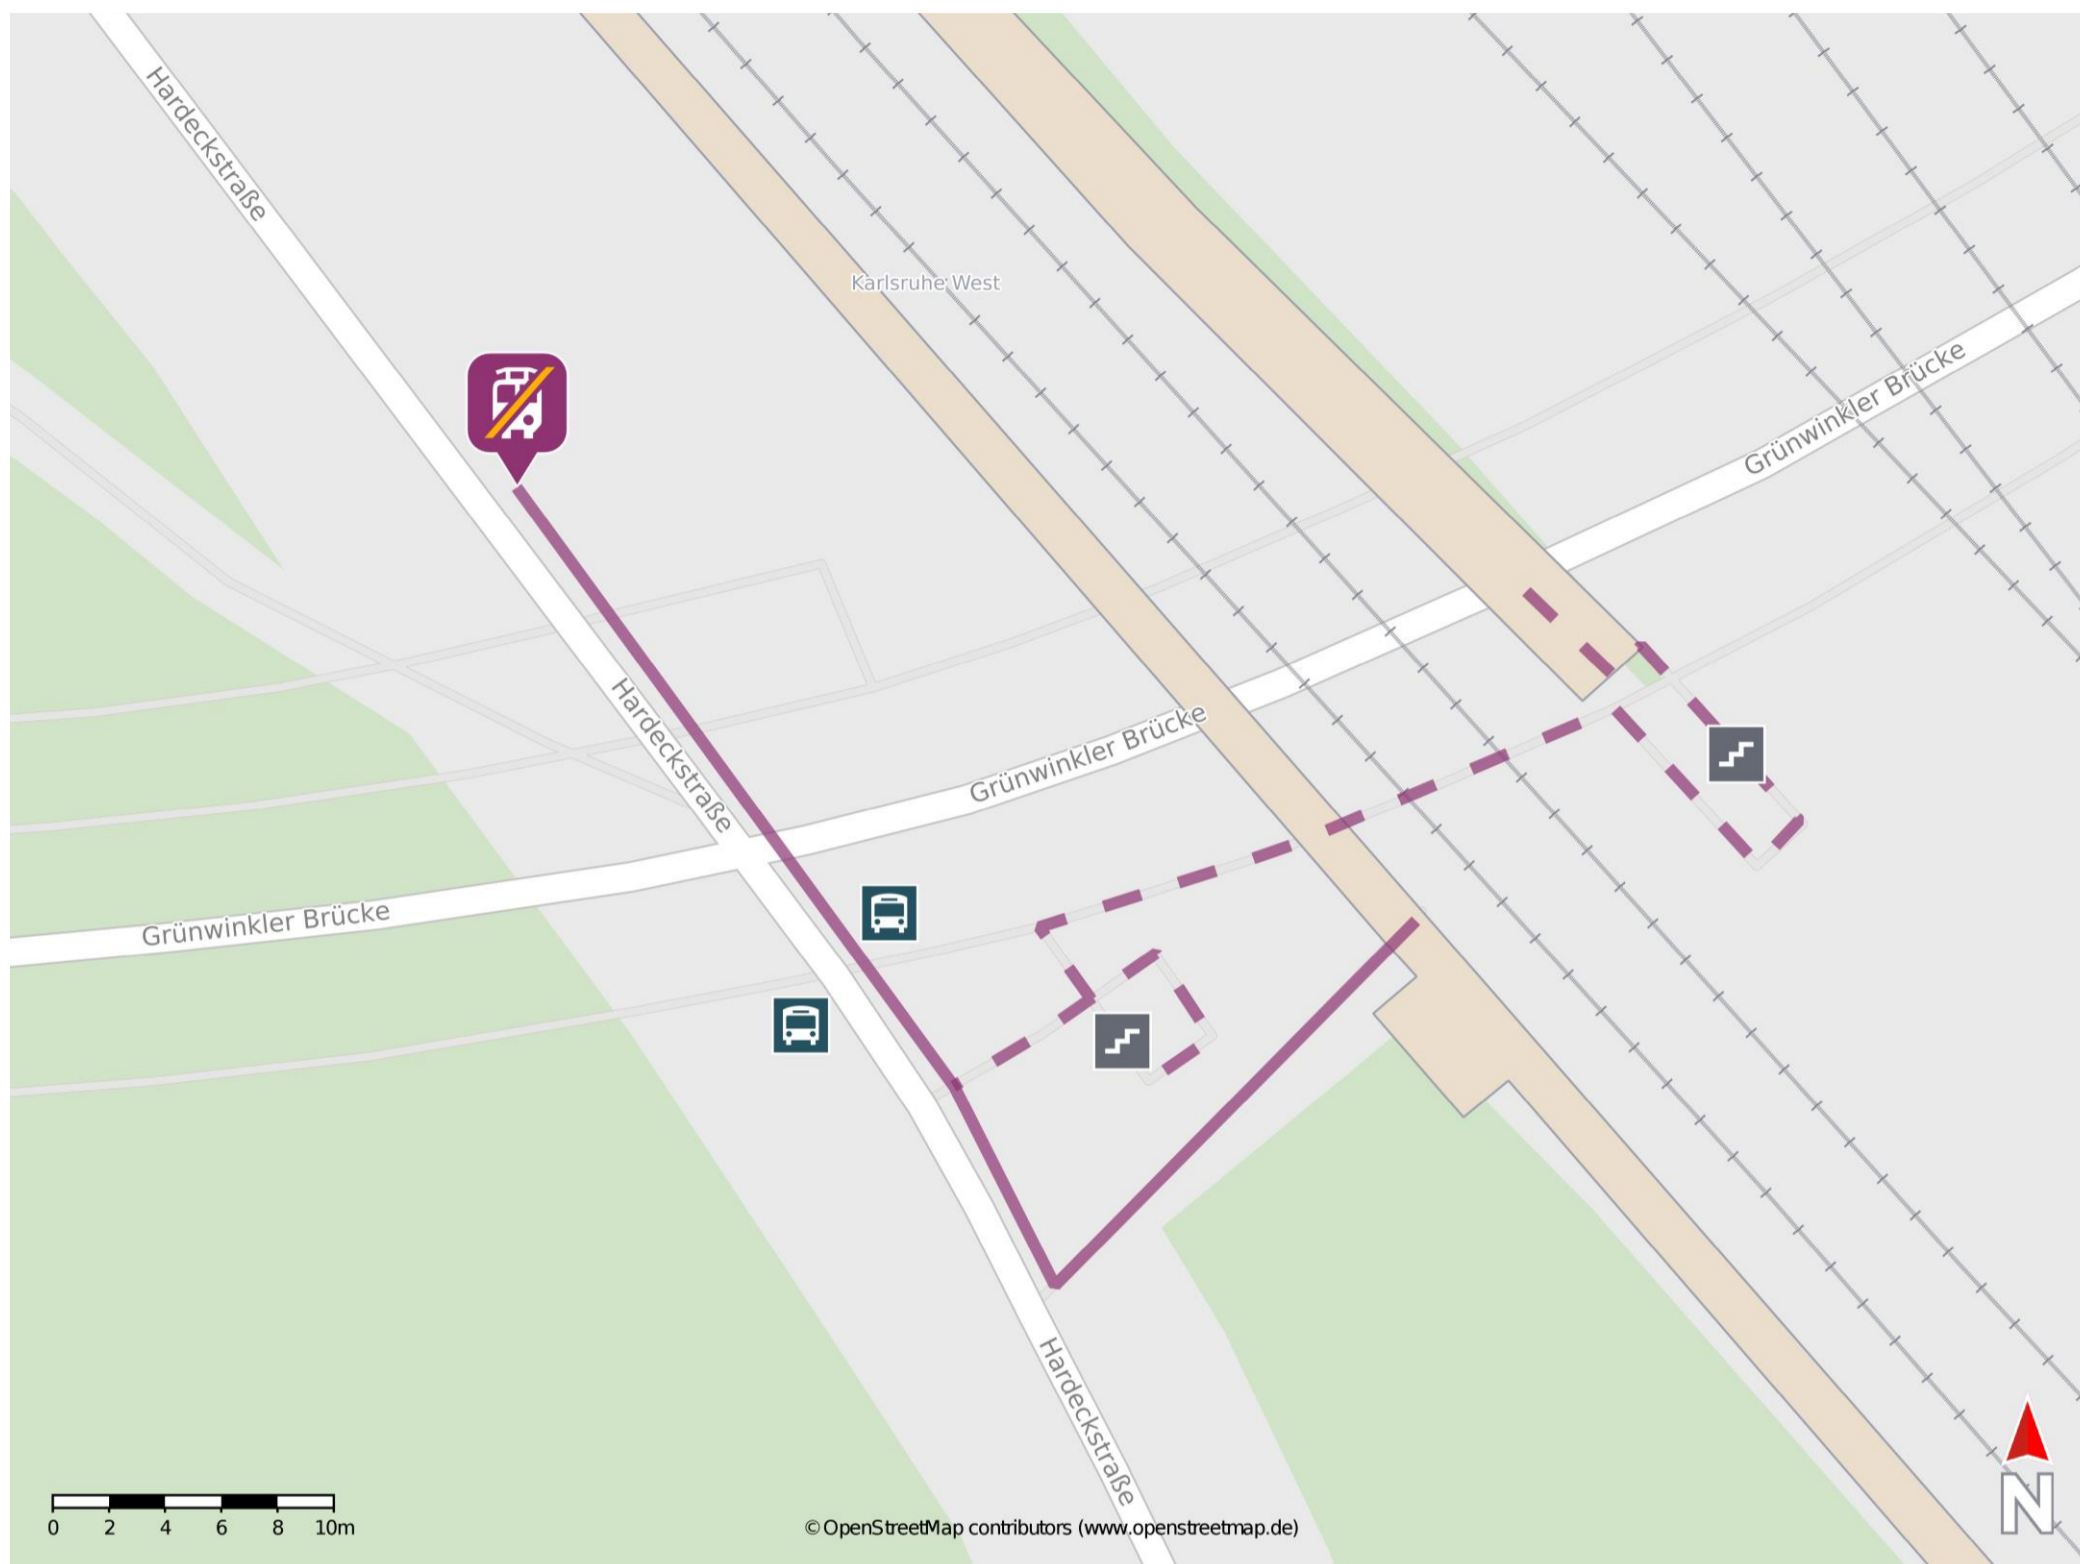 Hardeckstraße
Karlsruhe West
Grünwinkler Brücke
Hardeckstraße
Grünwinkler Brücke
Grünwinkler Brücke
Hardeckstraße
0 2 4 6 8 10m
© OpenStreetMap contributors (www.openstreetmap.de)
N